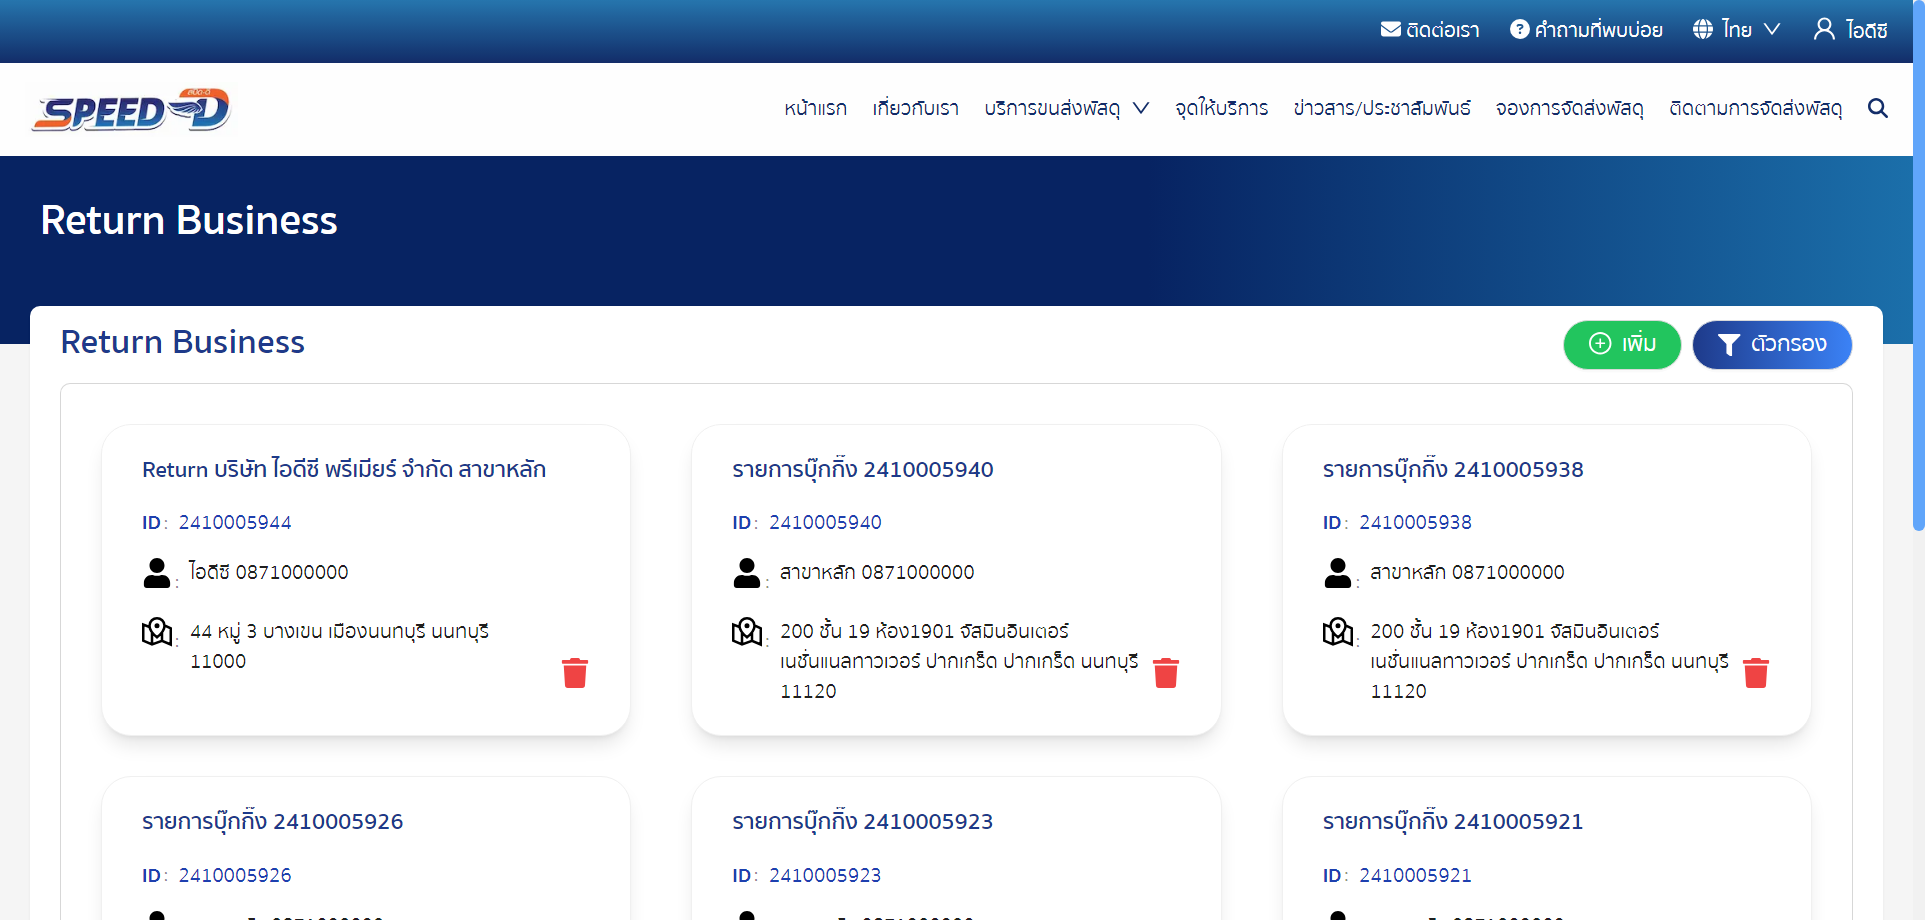 ติดต่อเรา คำถามที่พบบ่อย ไทย ไอดีซี
สปีด-ดี
SPEED-D
หน้าแรก เกี่ยวกับเรา บริการขนส่งพัสดุ จุดให้บริการ ข่าวสาร/ประชาสัมพันธ์ จองการจัดส่งพัสดุ ติดตามการจัดส่งพัสดุ
Return Business
Return Business
เพิ่ม ตัวกรอง
Return บริษัท ไอดีซี พรีเมียร์ จำกัด สาขาหลัก
ID : 2410005944
: ไอดีซี 0871000000
: 44 หมู่ 3 บางเขน เมืองนนทบุรี นนทบุรี
11000
รายการบุ๊กกิ้ง 2410005940
ID : 2410005940
: สาขาหลัก 0871000000
: 200 ชั้น 19 ห้อง1901 จัสมินอินเตอร์
เนชั่นแนลทาวเวอร์ ปากเกร็ด ปากเกร็ด นนทบุรี
11120
รายการบุ๊กกิ้ง 2410005938
ID : 2410005938
: สาขาหลัก 0871000000
: 200 ชั้น 19 ห้อง1901 จัสมินอินเตอร์
เนชั่นแนลทาวเวอร์ ปากเกร็ด ปากเกร็ด นนทบุรี
11120
รายการบุ๊กกิ้ง 2410005926
ID : 2410005926
รายการบุ๊กกิ้ง 2410005923
ID : 2410005923
รายการบุ๊กกิ้ง 2410005921
ID : 2410005921